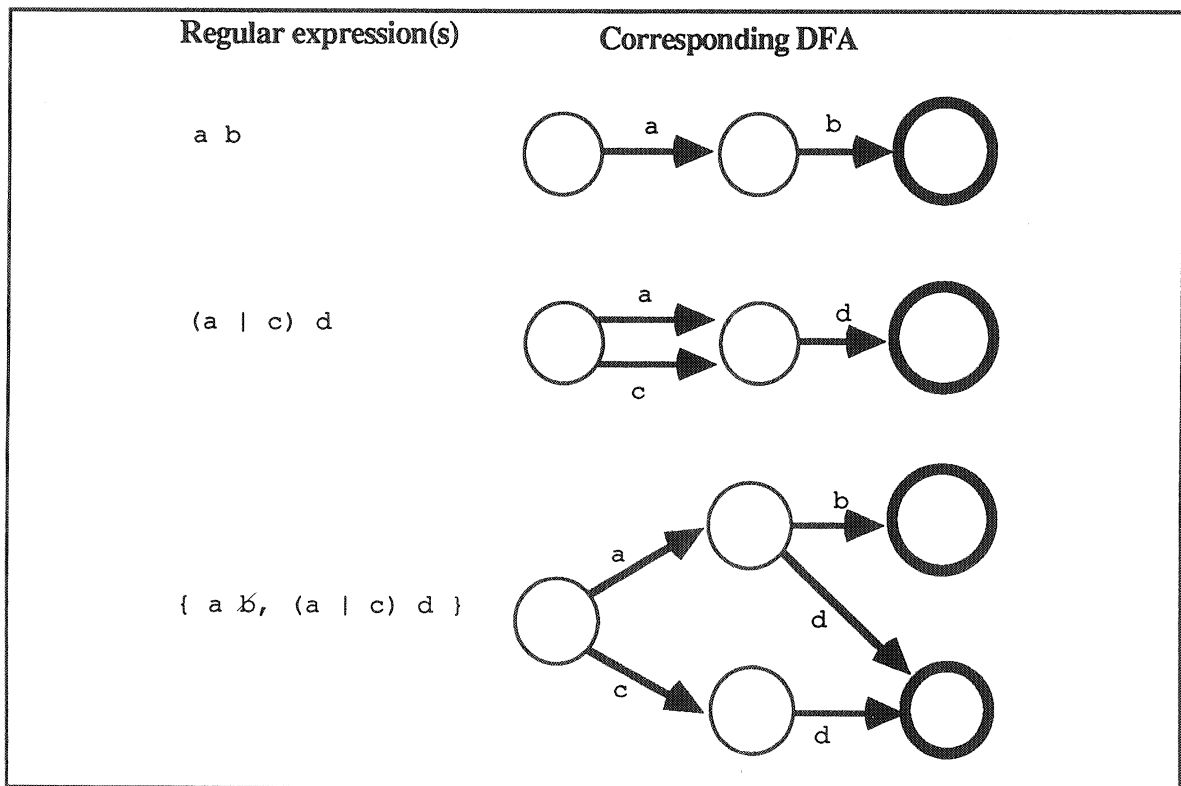 Regular expression(s) Corresponding DFA
a b
a b
(a | c) d
a d
c
{ a b, (a | c) d }
b
a
d
c
d